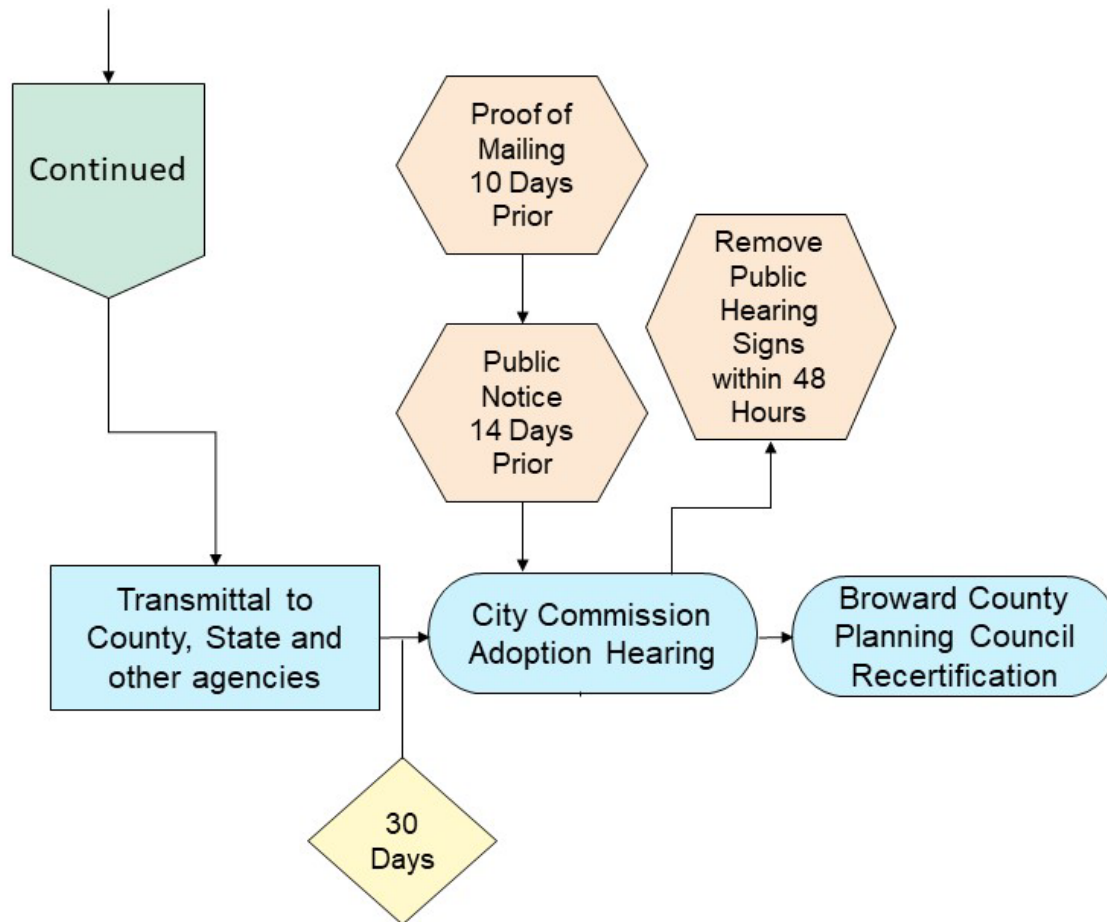 Continued
Proof of
Mailing
10 Days
Prior
Remove
Public
Hearing
Signs
within 48
Hours
Public
Notice
14 Days
Prior
Transmittal to
County, State and
other agencies
City Commission
Adoption Hearing
Broward County
Planning Council
Recertification
30
Days